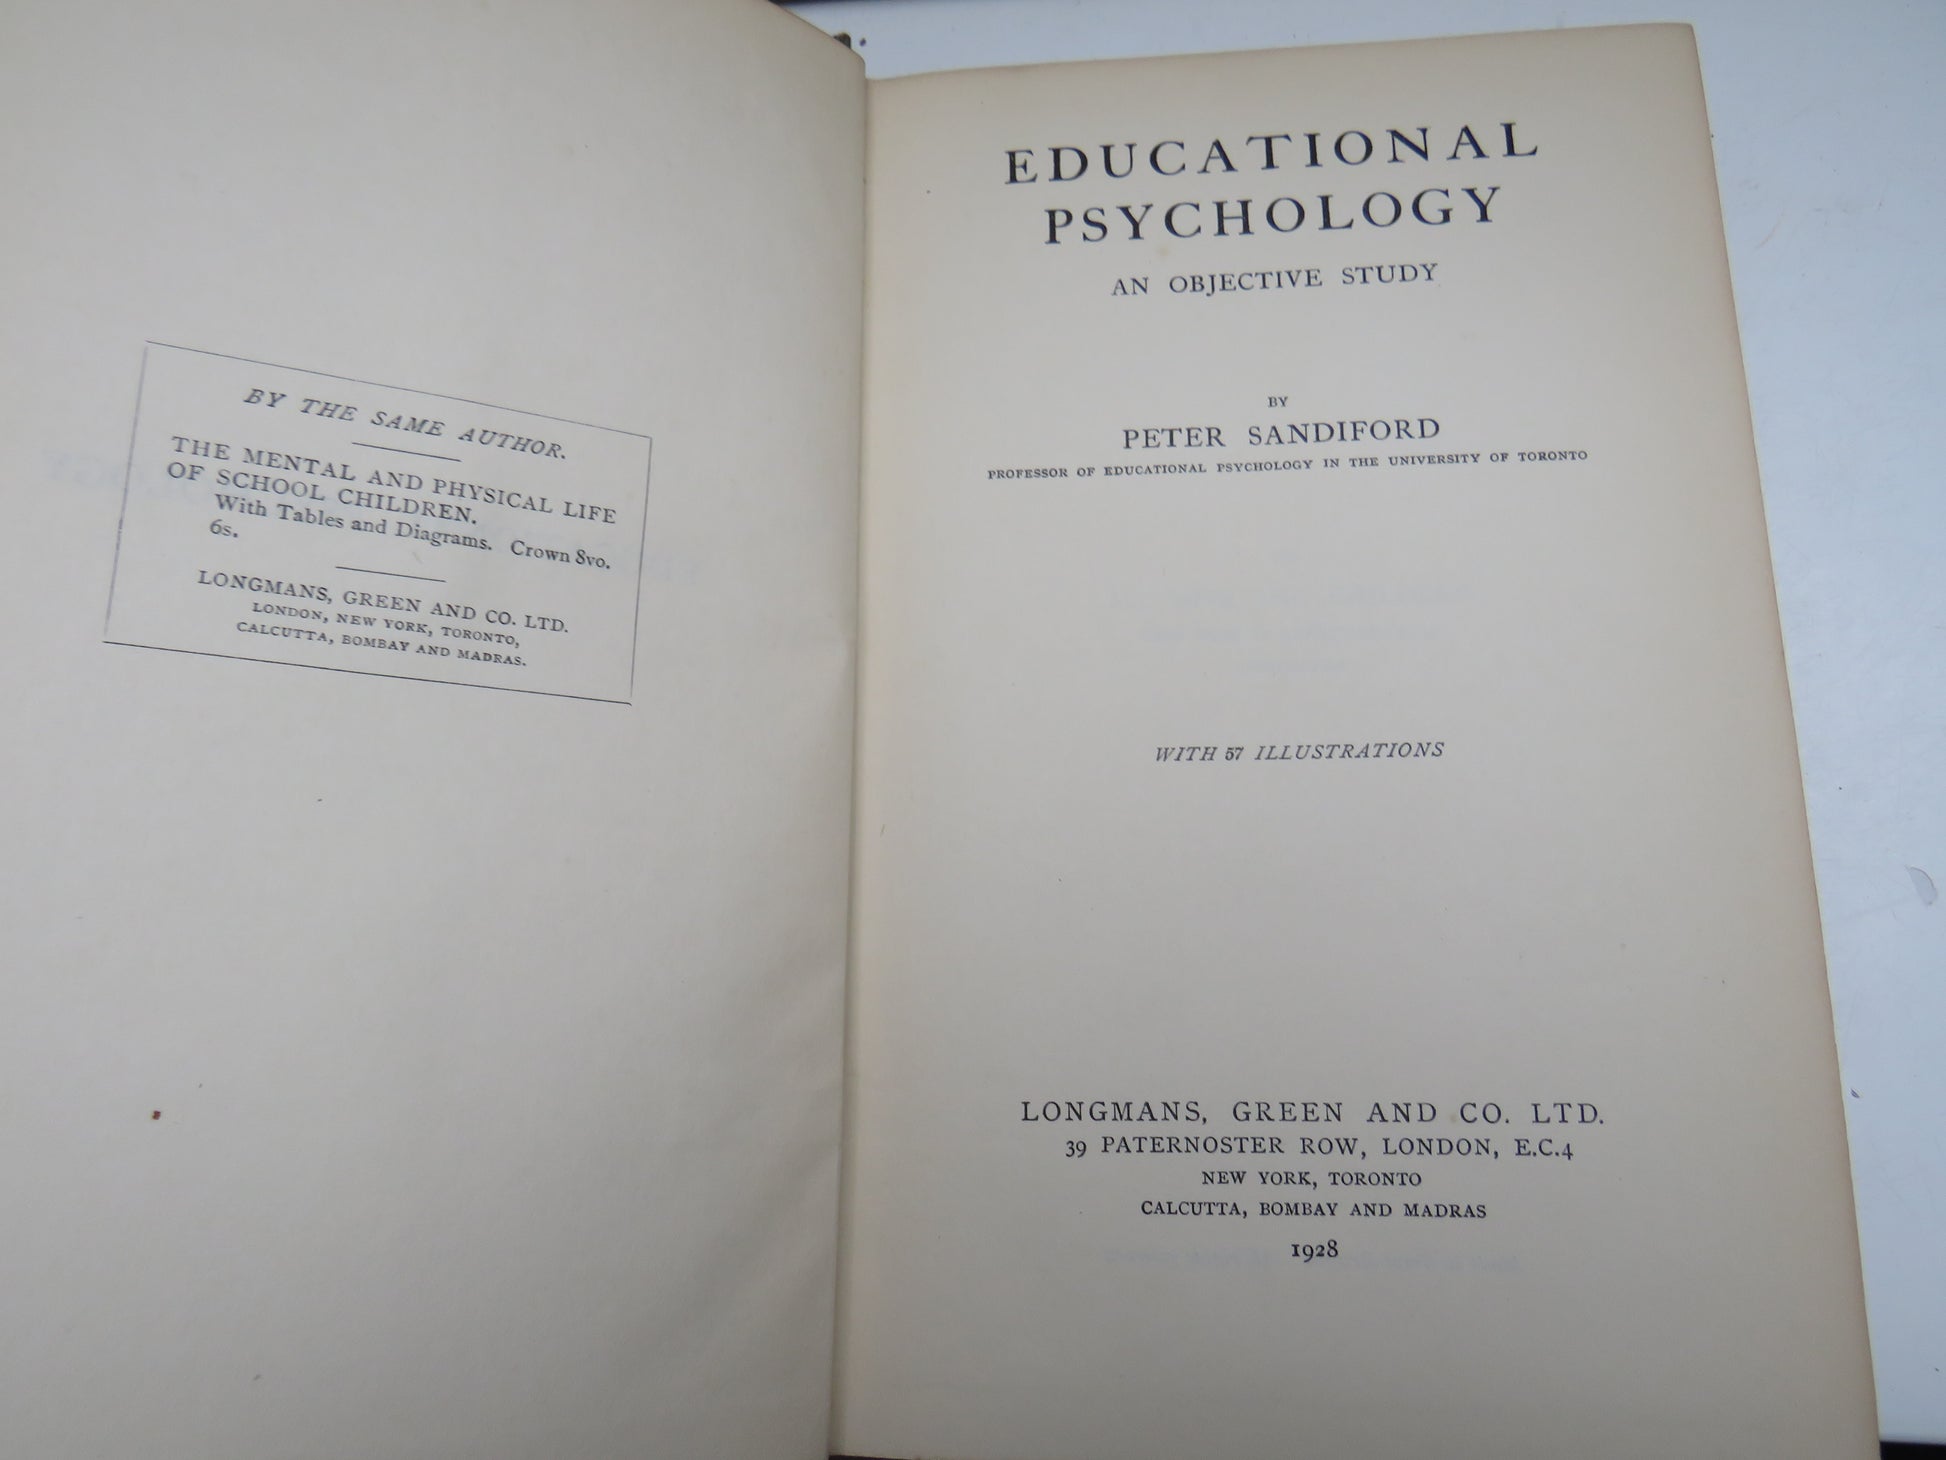 BY THE SAME AUTHOR.
THE MENTAL AND PHYSICAL LIFE
OF SCHOOL CHILDREN.
With Tables and Diagrams. Crown 8vo.
6s.
LONGMANS, GREEN AND CO. LTD.
LONDON, NEW YORK, TORONTO,
CALCUTTA, BOMBAY AND MADRAS.
EDUCATIONAL
PSYCHOLOGY
AN OBJECTIVE STUDY
BY
PETER SANDIFORD
PROFESSOR OF EDUCATIONAL PSYCHOLOGY IN THE UNIVERSITY OF TORONTO
WITH 57 ILLUSTRATIONS
LONGMANS, GREEN AND CO. LTD.
39 PATERNOSTER ROW, LONDON, E.C.4
NEW YORK, TORONTO
CALCUTTA, BOMBAY AND MADRAS
1928